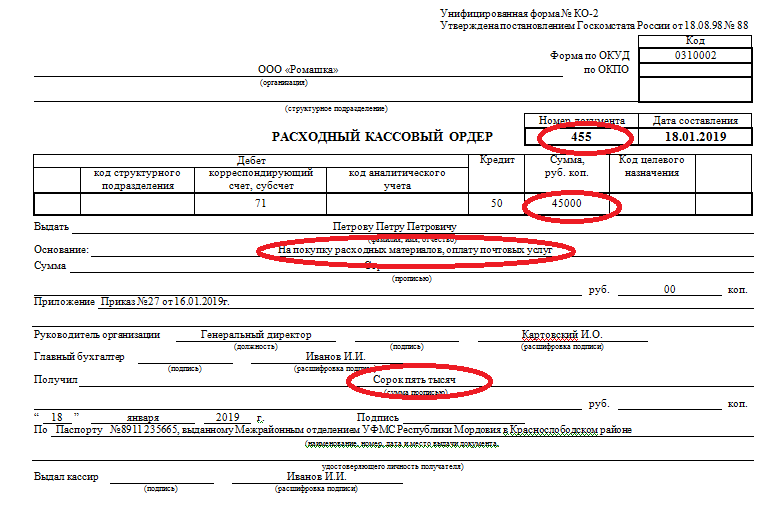 Унифицированная форма № КО-2
Утверждена постановлением Госкомстата России от 18.08.98 № 88
Код
Форма по ОКУД 0310002
ООО «Ромашка» по ОКПО
(организация)
(структурное подразделение)
Номер документа Дата составления
РАСХОДНЫЙ КАССОВЫЙ ОРДЕР 455 18.01.2019
Дебет Кредит Сумма, руб. коп. Код целевого назначения
код структурного подразделения корреспондирующий счет, субсчет код аналитического учета
71 50 45000
Выдать Петрову Петру Петровичу
(фамилия, имя, отчество)
Основание: На покупку расходных материалов, оплату почтовых услуг
Сумма
(прописью)
руб. 00 коп.
Приложение Приказ №27 от 16.01.2019г.
Руководитель организации Генеральный директор Картовский И.О.
(должность) (подпись) (расшифровка подписи)
Главный бухгалтер Иванов И.И.
(подпись) (расшифровка подписи)
Получил Сорок пять тысяч
(сумма прописью)
руб. коп.
“ 18 ” января 2019 г. Подпись
По Паспорту №8911 235665, выданному Межрайонным отделением УФМС Республики Мордовия в Краснослободском районе
(наименование, номер, дата и место выдачи документа,
удостоверяющего личность получателя)
Выдал кассир Иванов И.И.
(подпись) (расшифровка подписи)